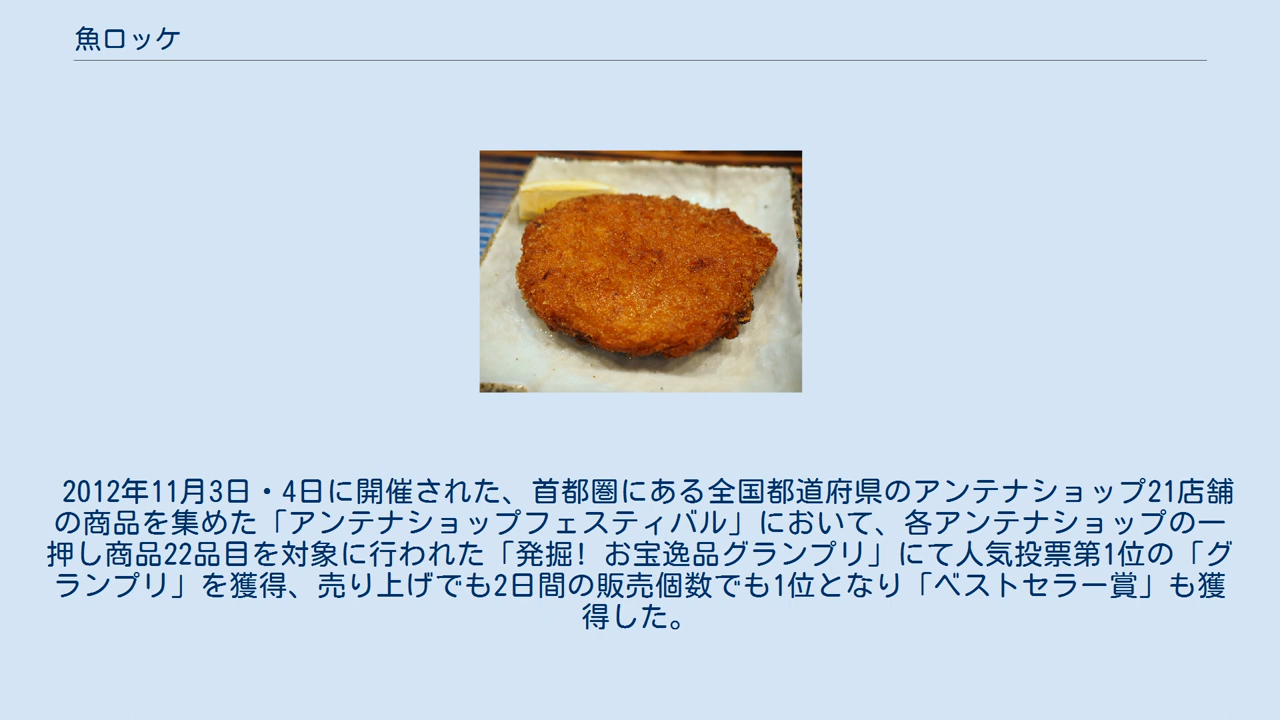 魚ロッケ
2012年11月3日・4日に開催された、首都圏にある全国都道府県のアンテナショップ21店舗
の商品を集めた「アンテナショップフェスティバル」において、各アンテナショップの一
押し商品22品目を対象に行われた「発掘! お宝逸品グランプリ」にて人気投票第1位の「グ
ランプリ」を獲得、売り上げでも2日間の販売個数でも1位となり「ベストセラー賞」も獲
得した。